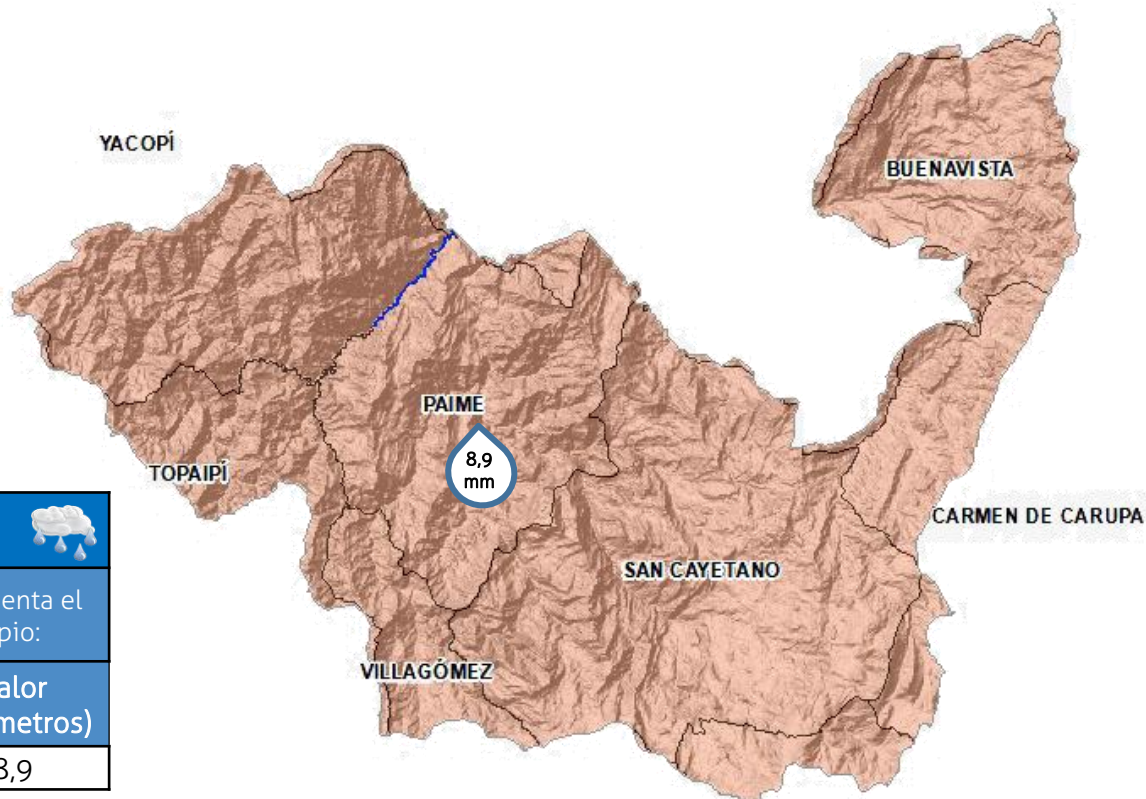 YACOPÍ
BUENAVISTA
PAIME
8,9
mm
TOPAIPÍ
CARMEN DE CARUPA
SAN CAYETANO
VILLAGÓMEZ
enta el
pio:
alor
metros)
8,9